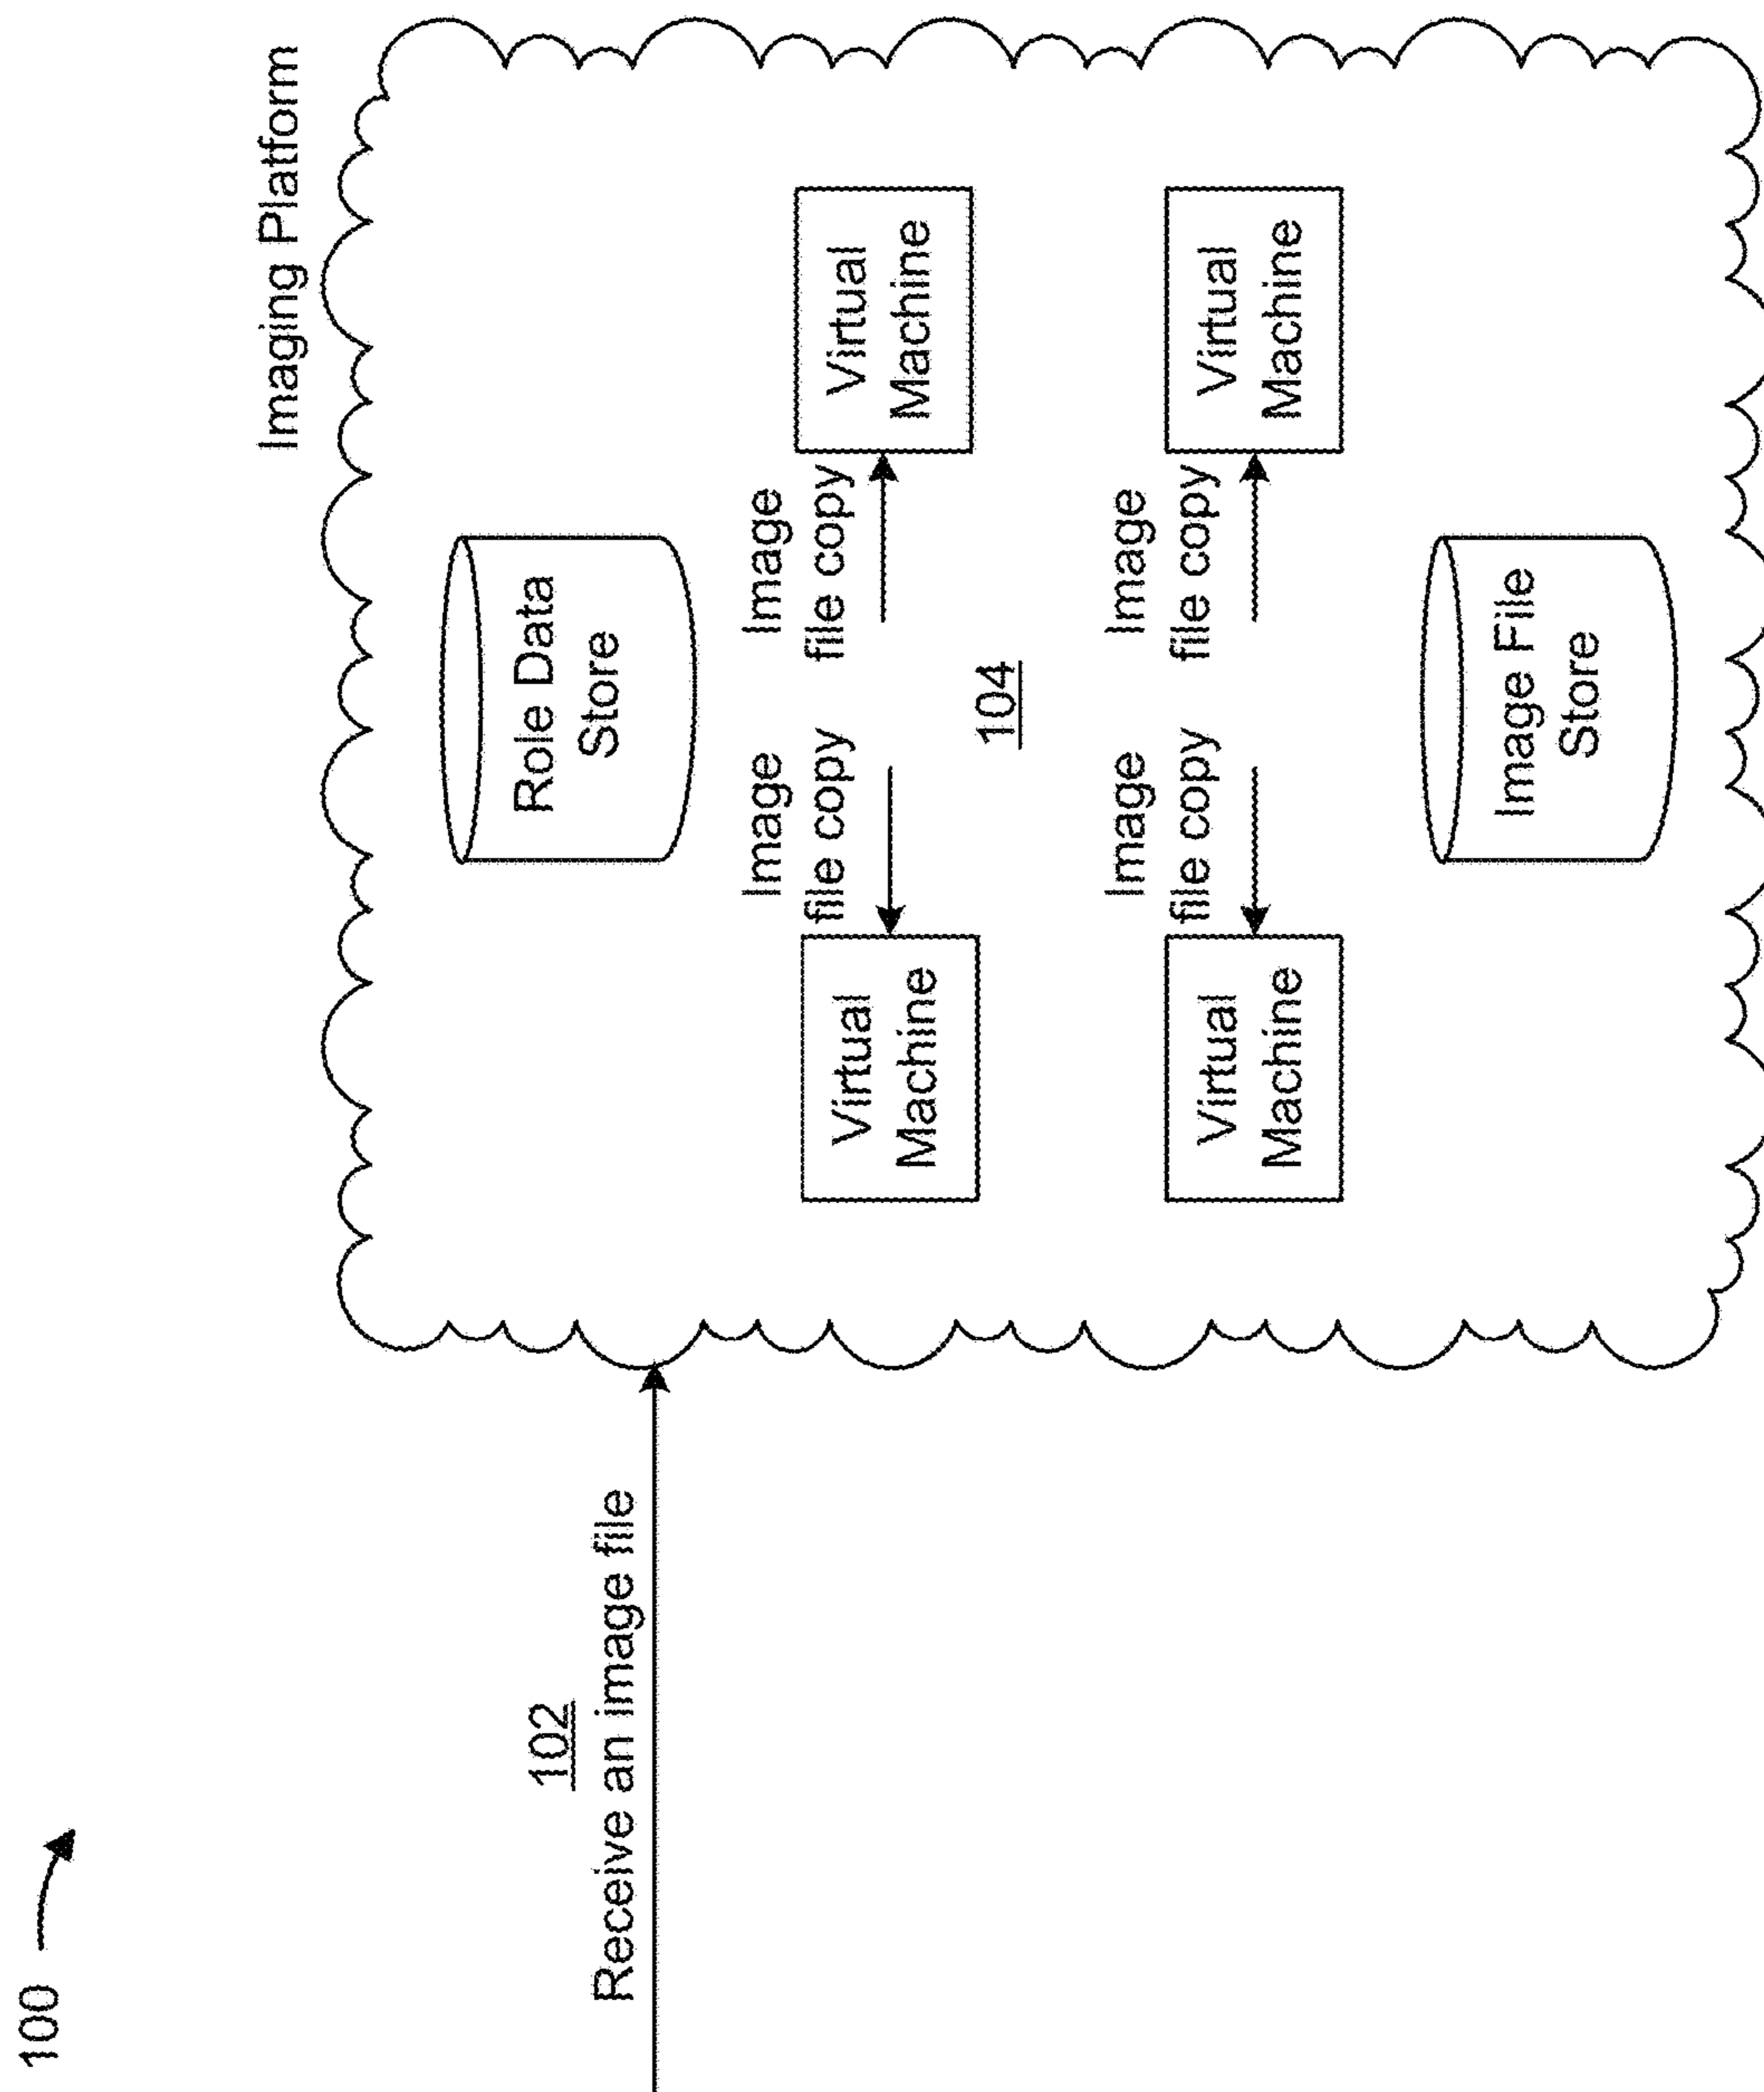 100
Imaging Platform
102
Receive an image file
Role Data
Store
Image
file copy
Image
file copy
Virtual
Machine
Virtual
Machine
104
Image
file copy
Image
file copy
Virtual
Machine
Virtual
Machine
Image File
Store